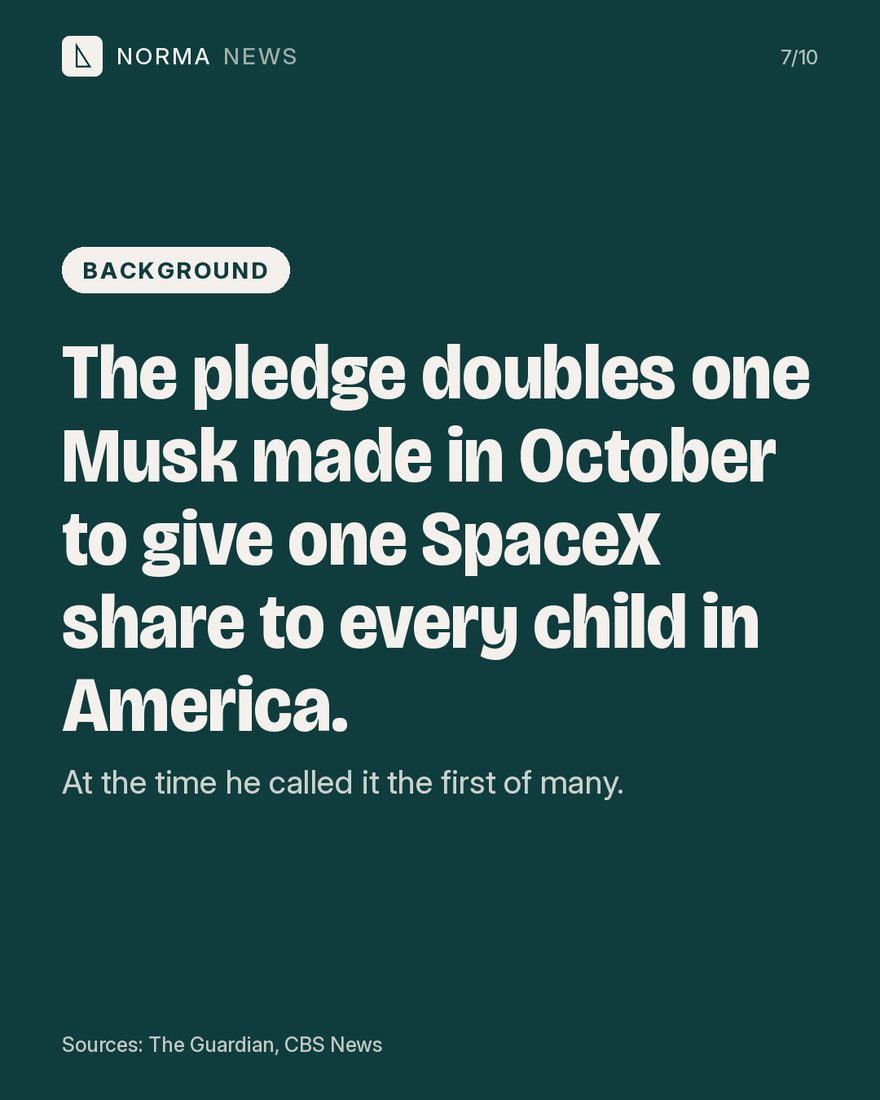 NORMA NEWS
7/10
BACKGROUND
The pledge doubles one
Musk made in October
to give one SpaceX
share to every child in
America.
At the time he called it the first of many.
Sources: The Guardian, CBS News